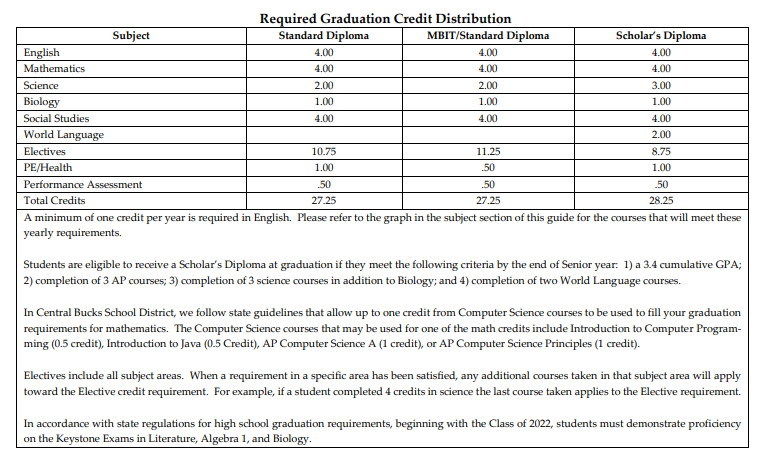 Required Graduation Credit Distribution
Subject Standard Diploma MBIT/Standard Diploma Scholar's Diploma
English 4.00 4.00 4.00
Mathematics 4.00 4.00 4.00
Science 2.00 2.00 3.00
Biology 1.00 1.00 1.00
Social Studies 4.00 4.00 4.00
World Language 2.00
Electives 10.75 11.25 8.75
PE/Health 1.00 .50 1.00
Performance Assessment .50 .50 .50
Total Credits 27.25 27.25 28.25
A minimum of one credit per year is required in English. Please refer to the graph in the subject section of this guide for the courses that will meet these
yearly requirements.
Students are eligible to receive a Scholar's Diploma at graduation if they meet the following criteria by the end of Senior year: 1) a 3.4 cumulative GPA;
2) completion of 3 AP courses; 3) completion of 3 science courses in addition to Biology; and 4) completion of two World Language courses.
In Central Bucks School District, we follow state guidelines that allow up to one credit from Computer Science courses to be used to fill your graduation
requirements for mathematics. The Computer Science courses that may be used for one of the math credits include Introduction to Computer Program-
ming (0.5 credit), Introduction to Java (0.5 Credit), AP Computer Science A (1 credit), or AP Computer Science Principles (1 credit).
Electives include all subject areas. When a requirement in a specific area has been satisfied, any additional courses taken in that subject area will apply
toward the Elective credit requirement. For example, if a student completed 4 credits in science the last course taken applies to the Elective requirement.
In accordance with state regulations for high school graduation requirements, beginning with the Class of 2022, students must demonstrate proficiency
on the Keystone Exams in Literature, Algebra 1, and Biology.